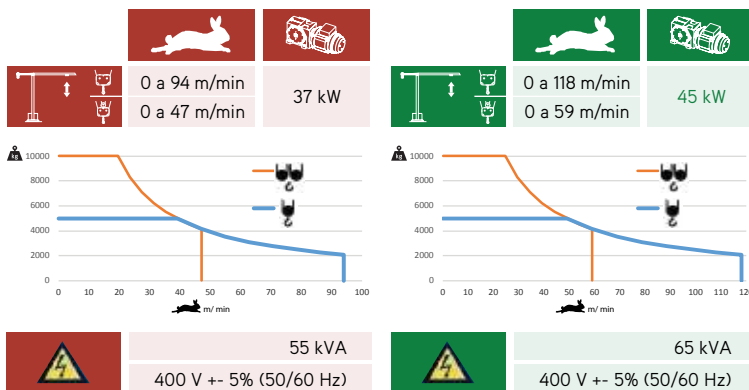 0 a 94 m/min
37 kW
0 a 47 m/min
0 a 118 m/min
45 kW
0 a 59 m/min
kg
10000
8000
6000
4000
2000
0
0 10 20 30 40 50 60 70 80 90 100
m/ min
kg
10000
8000
6000
4000
2000
0
0 10 20 30 40 50 60 70 80 90 100 110 120
m/ min
55 kVA
400 V +- 5% (50/60 Hz)
65 kVA
400 V +- 5% (50/60 Hz)